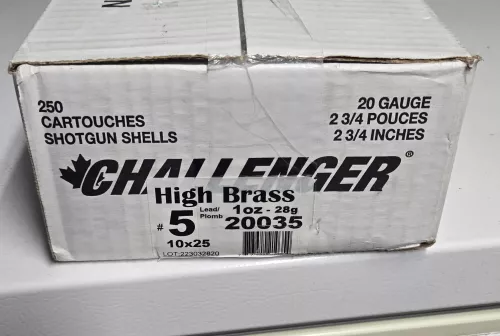 250
CARTOUCHES
SHOTGUN SHELLS
20 GAUGE
2 3/4 POUCES
2 3/4 INCHES
CHALLENGER®
High Brass
# 5 Lead/ Plomb 1oz - 28g
20035
10x25
LOT:223032820